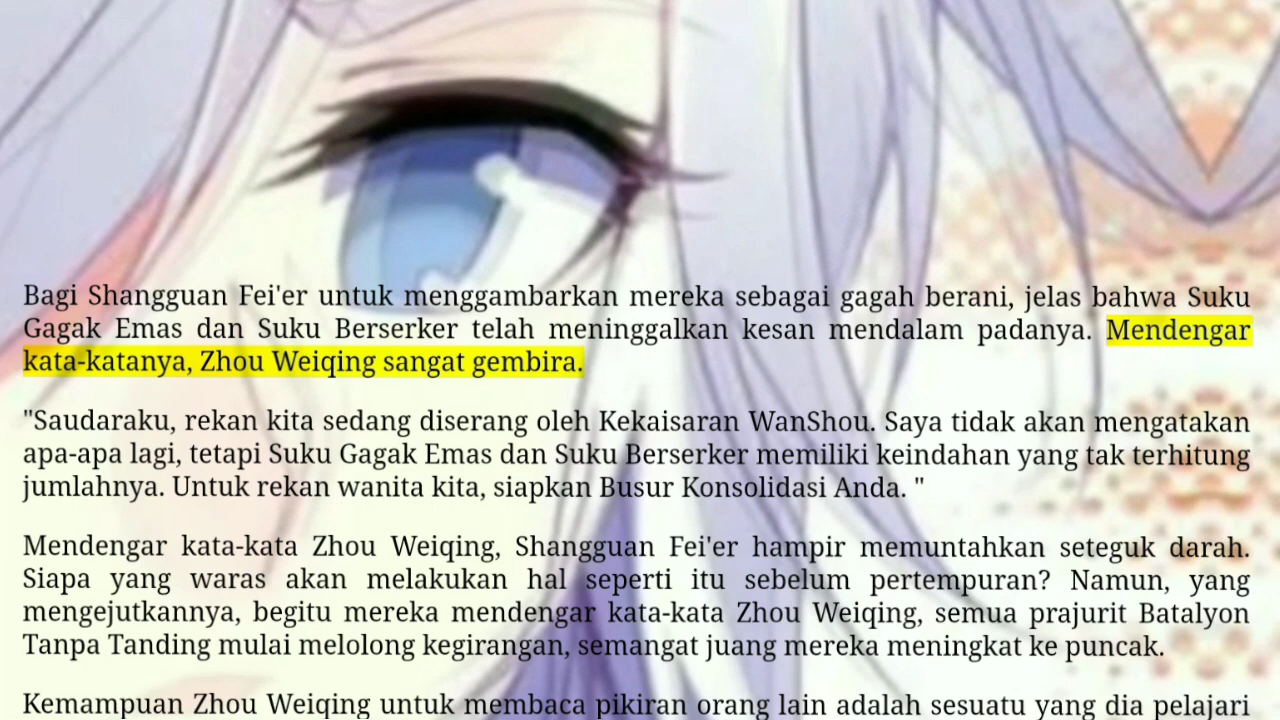 Bagi Shangguan Fei'er untuk menggambarkan mereka sebagai gagah berani, jelas bahwa Suku
Gagak Emas dan Suku Berserker telah meninggalkan kesan mendalam padanya. Mendengar
kata-katanya, Zhou Weiqing sangat gembira.
"Saudaraku, rekan kita sedang diserang oleh Kekaisaran WanShou. Saya tidak akan mengatakan
apa-apa lagi, tetapi Suku Gagak Emas dan Suku Berserker memiliki keindahan yang tak terhitung
jumlahnya. Untuk rekan wanita kita, siapkan Busur Konsolidasi Anda. "
Mendengar kata-kata Zhou Weiqing, Shangguan Fei'er hampir memuntahkan seteguk darah.
Siapa yang waras akan melakukan hal seperti itu sebelum pertempuran? Namun, yang
mengejutkannya, begitu mereka mendengar kata-kata Zhou Weiqing, semua prajurit Batalyon
Tanpa Tanding mulai melolong kegirangan, semangat juang mereka meningkat ke puncak.
Kemampuan Zhou Weiqing untuk membaca pikiran orang lain adalah sesuatu yang dia pelajari